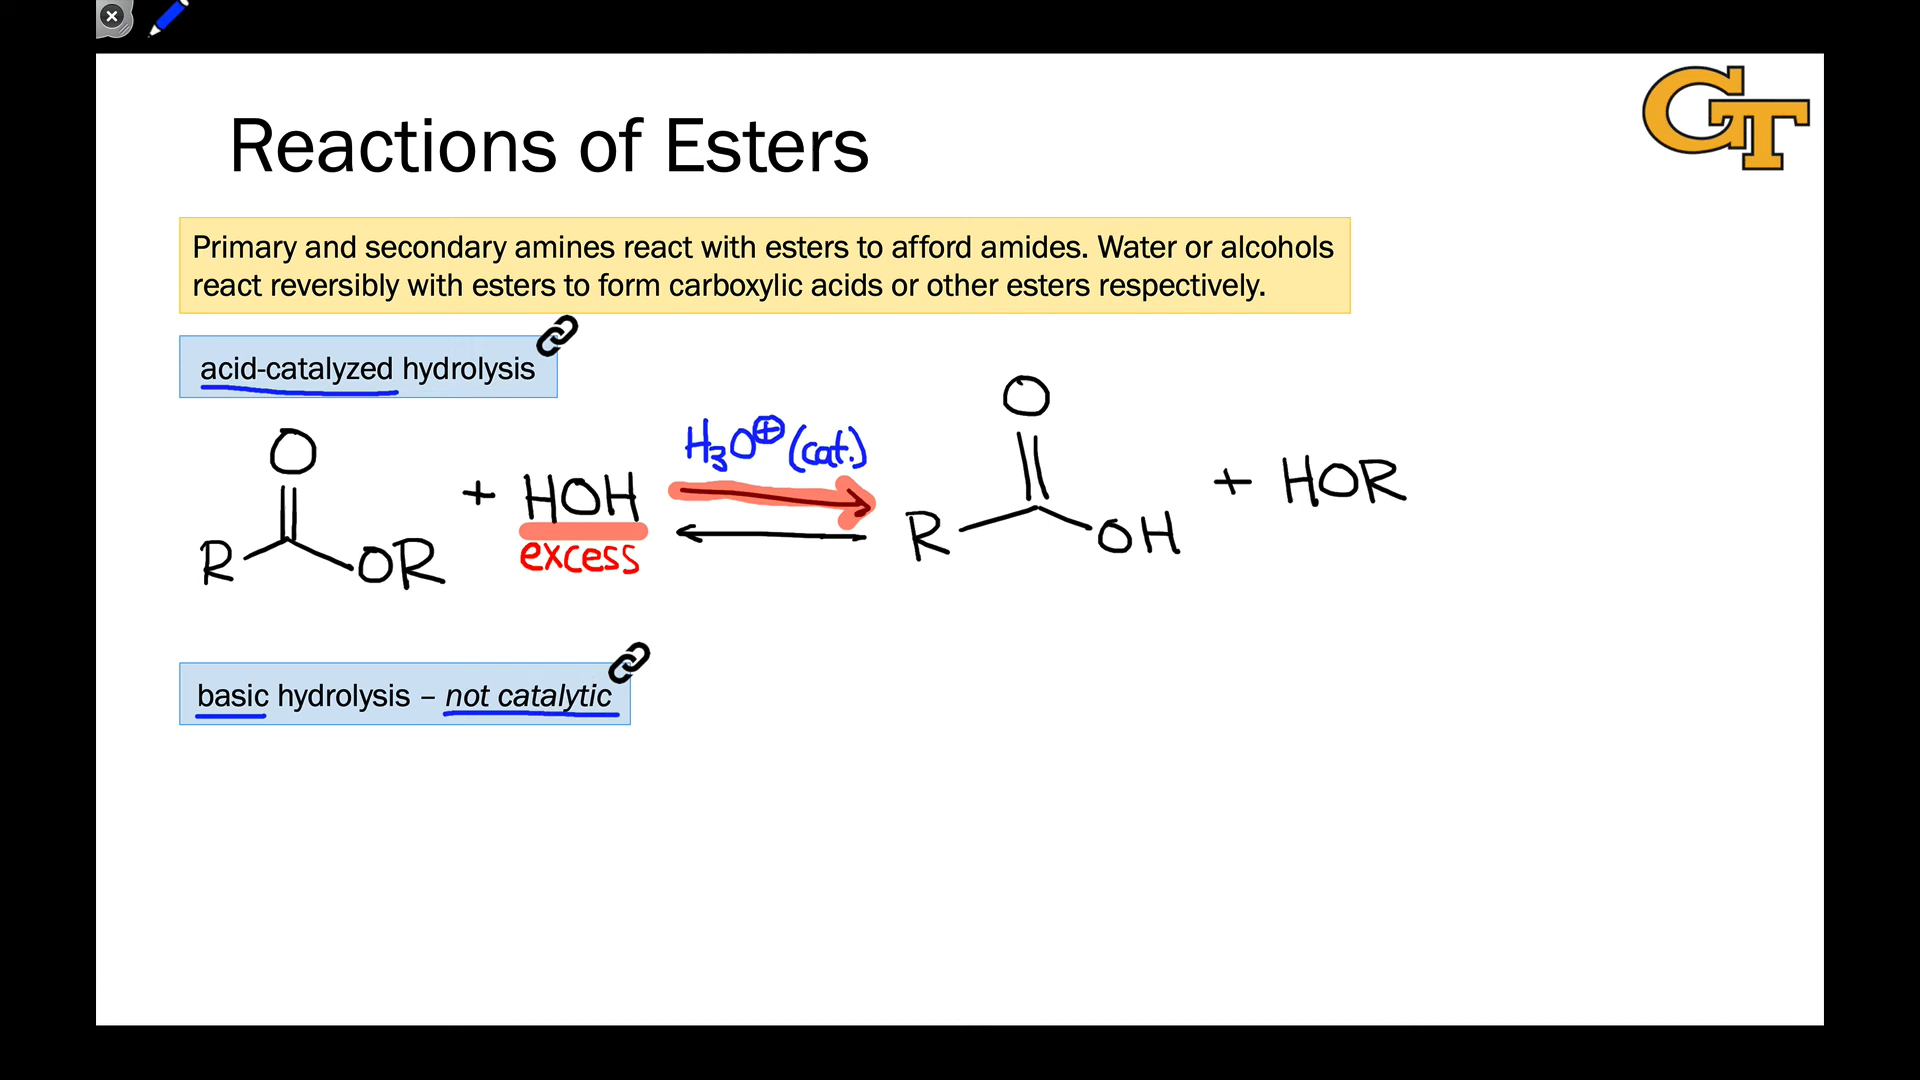 GT
Reactions of Esters
Primary and secondary amines react with esters to afford amides. Water or alcohols
react reversibly with esters to form carboxylic acids or other esters respectively.
acid-catalyzed hydrolysis
O
R OR
+ HOH
excess
H₃O⊕ (cat.)
O
R OH
+ HOR
basic hydrolysis – not catalytic